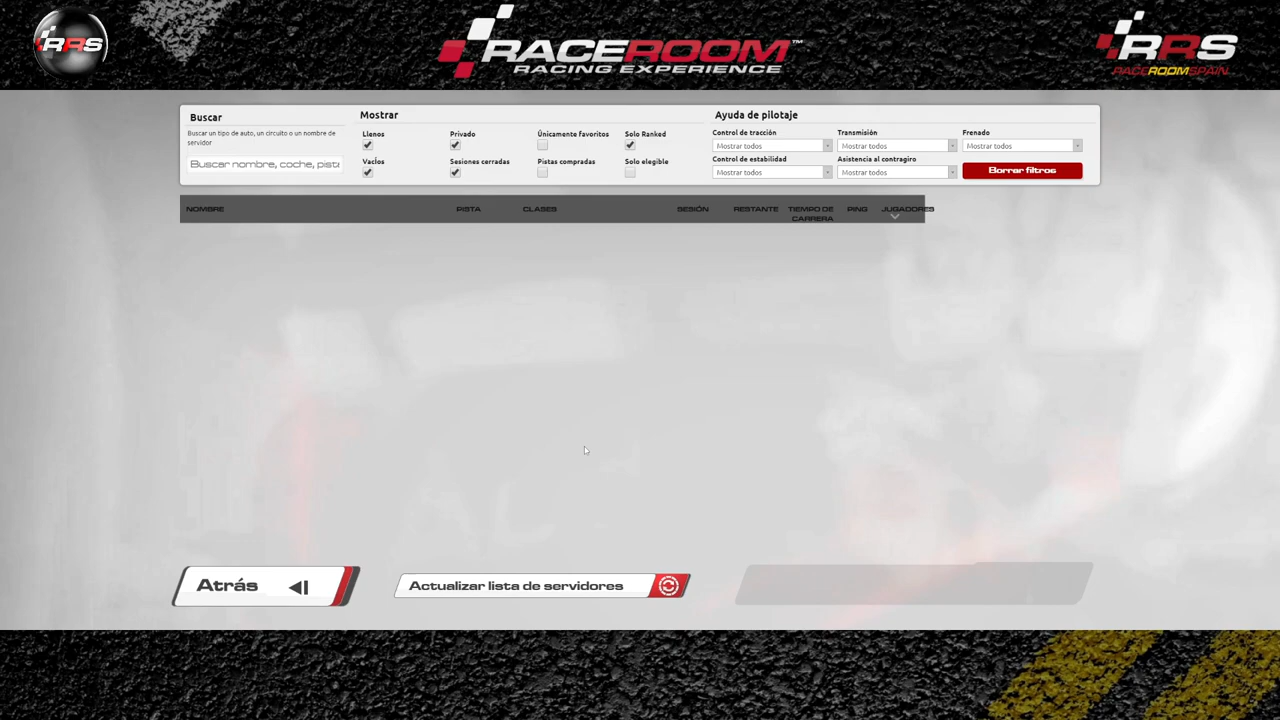 RRS
RACEROOM™
RACING EXPERIENCE
RRS
RACEROOMSPAIN
Buscar
Buscar un tipo de auto, un circuito o un nombre de
servidor
Buscar nombre, coche, pista
Mostrar
Llenos
Privado
Únicamente favoritos
Solo Ranked
Vacíos
Sesiones cerradas
Pistas compradas
Solo elegible
Ayuda de pilotaje
Control de tracción
Transmisión
Frenado
Mostrar todos
Mostrar todos
Mostrar todos
Control de estabilidad
Asistencia al contragiro
Mostrar todos
Mostrar todos
Borrar filtros
NOMBRE
PISTA
CLASES
SESIÓN
RESTANTE
TIEMPO DE
CARRERA
PING
JUGADORES
Atrás
Actualizar lista de servidores